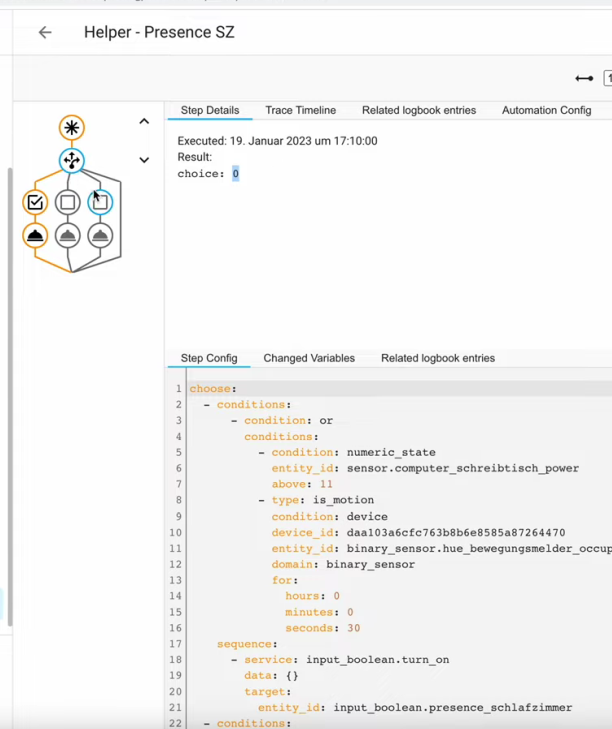 Helper - Presence SZ
Step Details
Trace Timeline
Related logbook entries
Automation Config
Executed: 19. Januar 2023 um 17:10:00
Result:
choice: 0
Step Config
Changed Variables
Related logbook entries
1 choose:
2 - conditions:
3 - condition: or
4 conditions:
5 - condition: numeric_state
6 entity_id: sensor.computer_schreibtisch_power
7 above: 11
8 - type: is_motion
9 condition: device
10 device_id: daa103a6cfc763b8b6e8585a87264470
11 entity_id: binary_sensor.hue_bewegungsmelder_occup
12 domain: binary_sensor
13 for:
14 hours: 0
15 minutes: 0
16 seconds: 30
17 sequence:
18 - service: input_boolean.turn_on
19 data: {}
20 target:
21 entity_id: input_boolean.presence_schlafzimmer
22 - conditions: